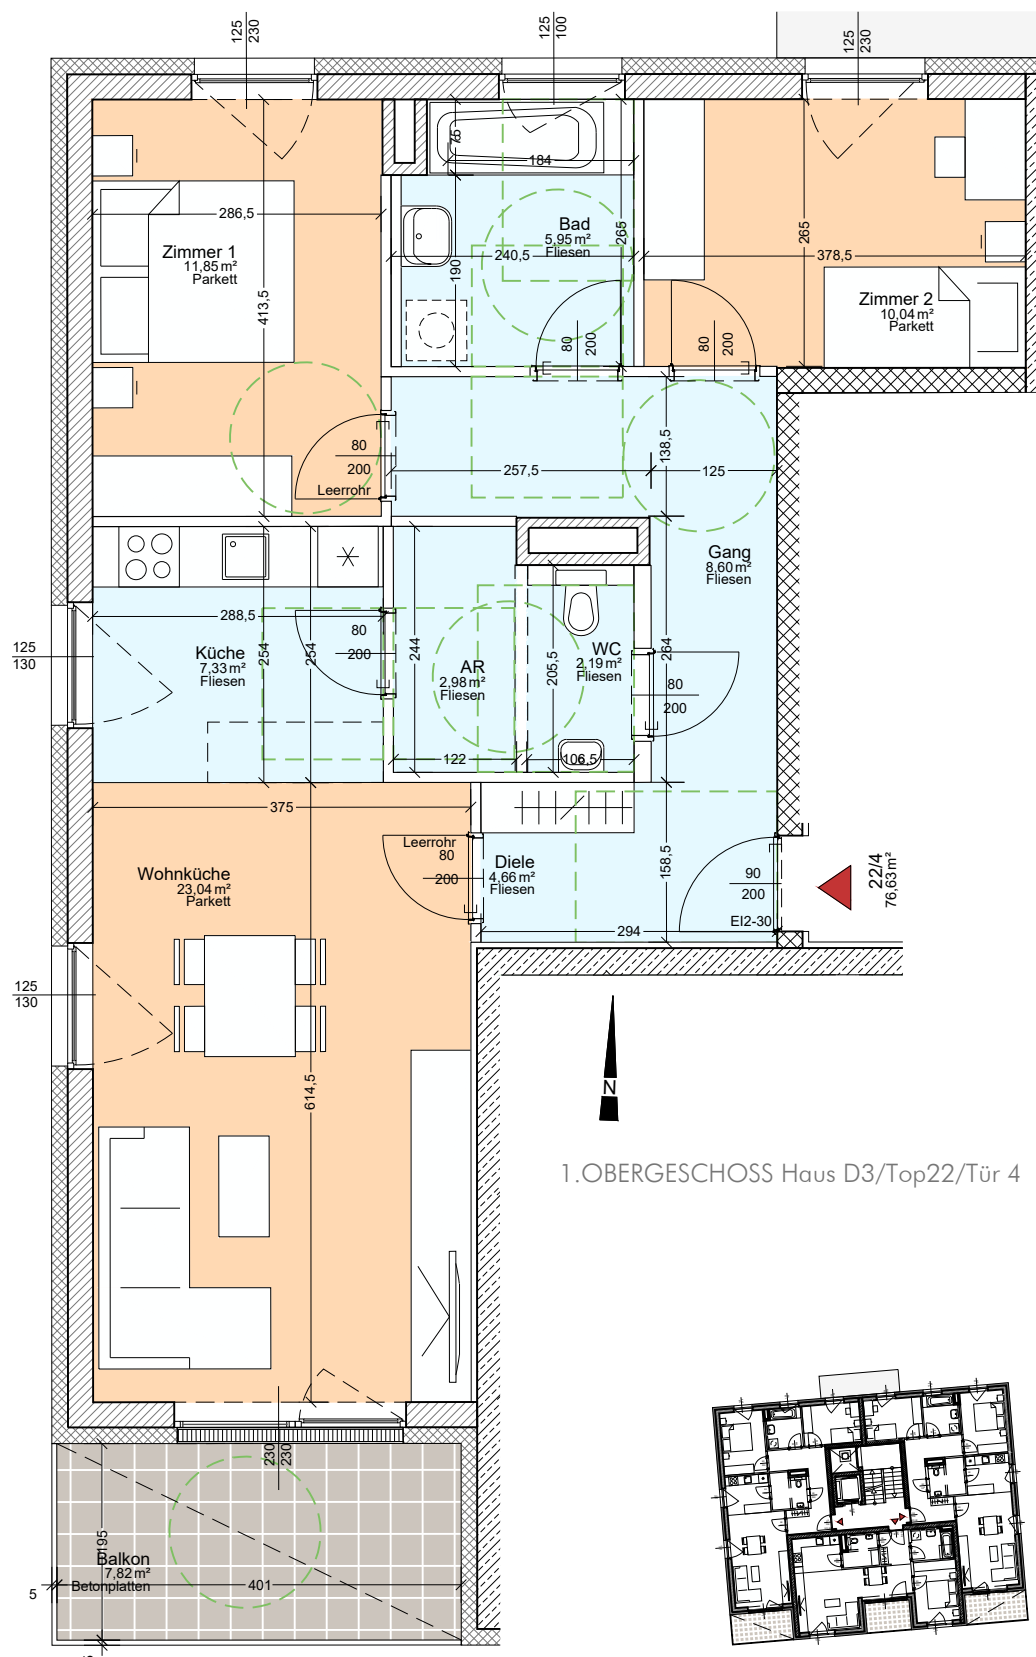 125
230
125
100
125
230
75
184
Bad
5,95 m²
Fliesen
265
240,5
190
286,5
Zimmer 1
11,85 m²
Parkett
413,5
265
378,5
Zimmer 2
10,04 m²
Parkett
80
200
80
200
80
200
Leerrohr
257,5
138,5
125
Gang
8,60 m²
Fliesen
288,5
254
254
Küche
7,33 m²
Fliesen
80
200
244
AR
2,98 m²
Fliesen
122
205,5
WC
2,19 m²
Fliesen
106,5
264
80
200
125
130
375
Wohnküche
23,04 m²
Parkett
Leerrohr
80
200
Diele
4,66 m²
Fliesen
158,5
294
90
200
EI2-30
22/4
76,63 m²
125
130
614,5
N
1.OBERGESCHOSS Haus D3/Top22/Tür 4
230
230
195
Balkon
7,82 m²
Betonplatten
401
5